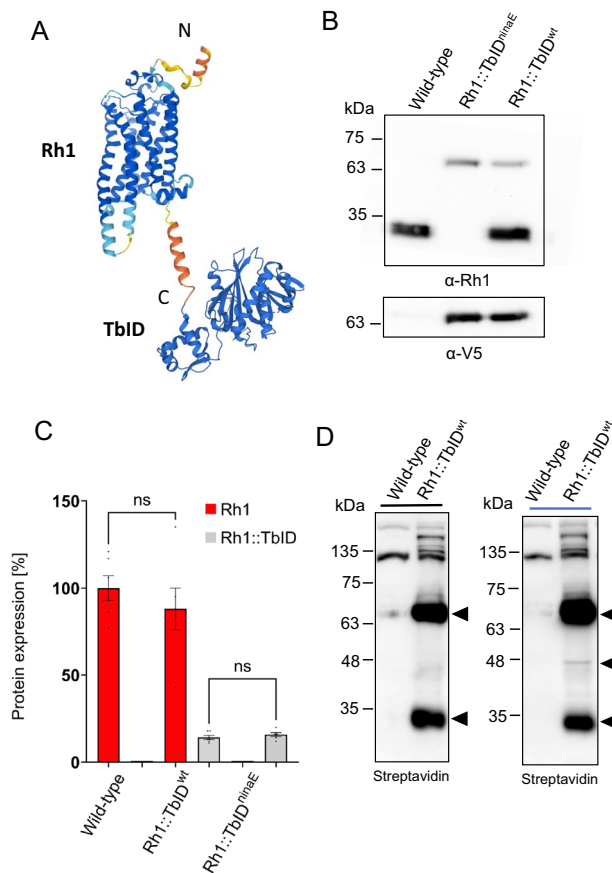 A
N
Rh1
C
TbID
B
Wild-type
Rh1::TbID^ninaE
Rh1::TbID^wt
kDa
75
63
35
α-Rh1
63
α-V5
C
Protein expression [%]
150
100
50
0
ns
ns
Rh1
Rh1::TbID
Wild-type
Rh1::TbID^wt
Rh1::TbID^ninaE
D
Wild-type
Rh1::TbID^wt
kDa
135
75
63
48
35
Streptavidin
Wild-type
Rh1::TbID^wt
kDa
135
75
63
48
35
Streptavidin